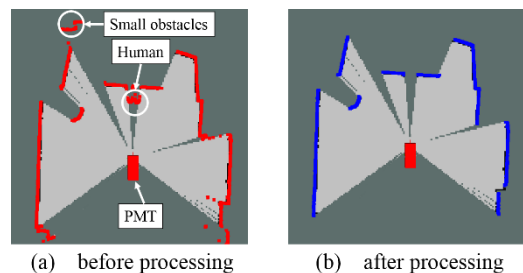 Small obstacles
Human
PMT
(a) before processing
(b) after processing